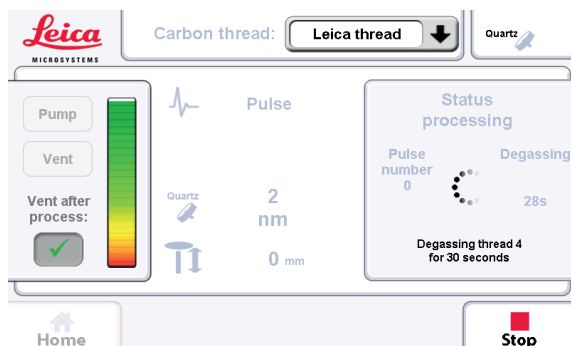 Leica
MICROSYSTEMS
Carbon thread:
Leica thread
Quartz
Pump
Vent
Vent after
process:
Pulse
Quartz
2
nm
0 mm
Status
processing
Pulse
number
0
Degassing
28s
Degassing thread 4
for 30 seconds
Home
Stop